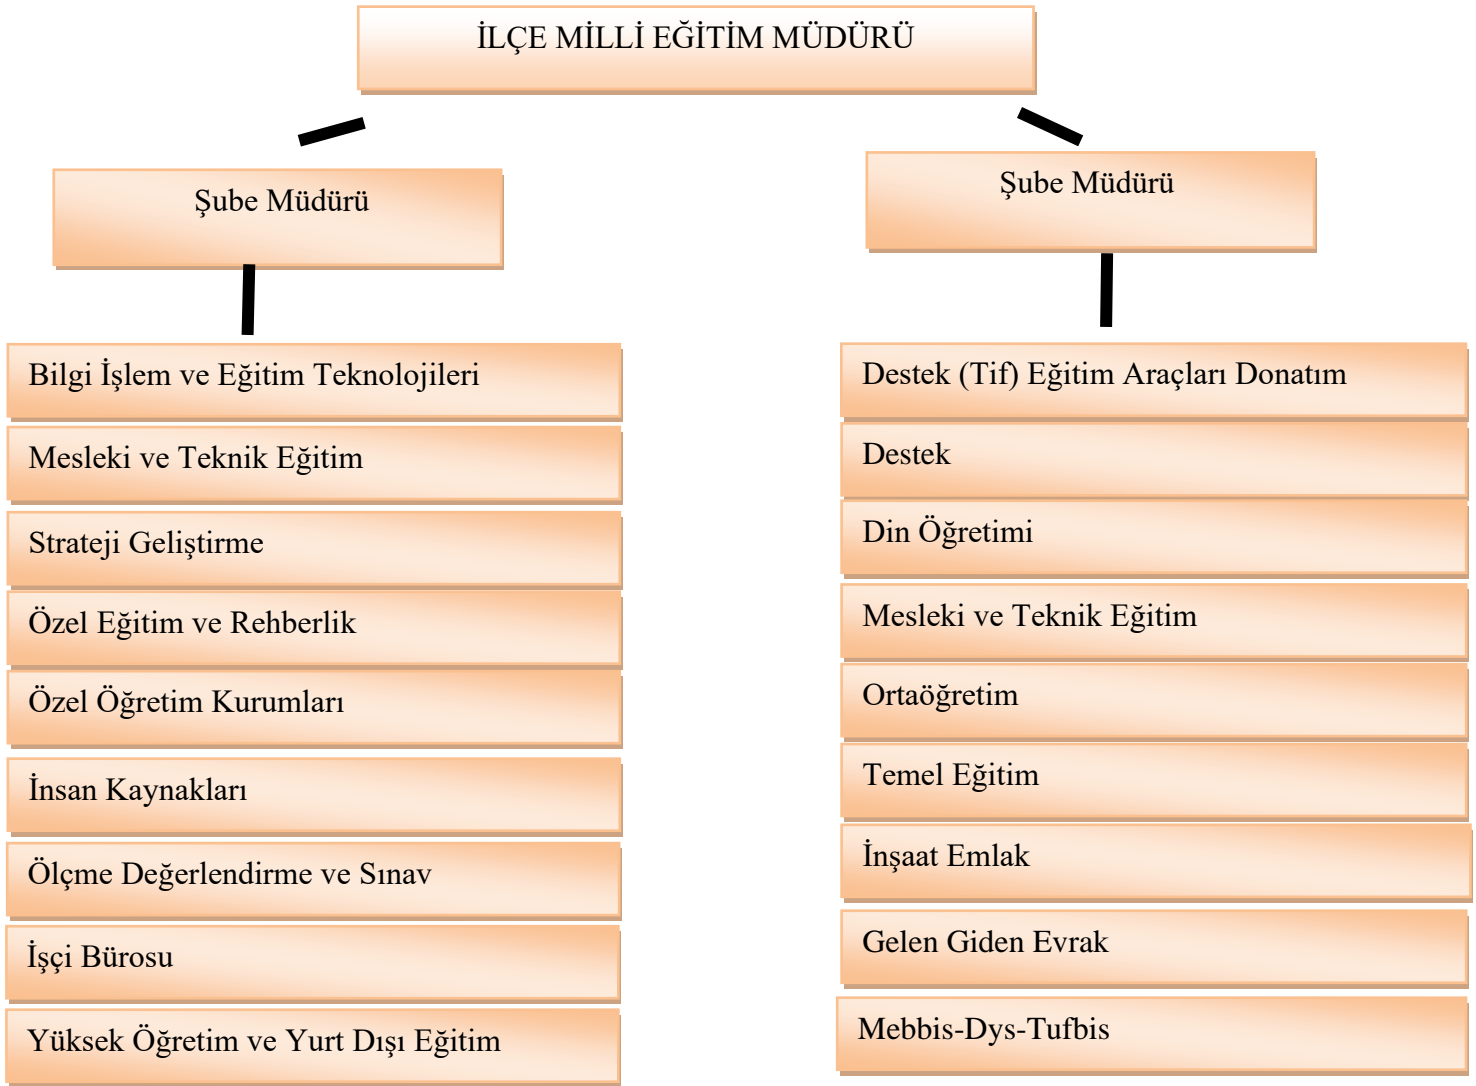 İLÇE MİLLİ EĞİTİM MÜDÜRÜ
Şube Müdürü
Bilgi İşlem ve Eğitim Teknolojileri
Mesleki ve Teknik Eğitim
Strateji Geliştirme
Özel Eğitim ve Rehberlik
Özel Öğretim Kurumları
İnsan Kaynakları
Ölçme Değerlendirme ve Sınav
İşçi Bürosu
Yüksek Öğretim ve Yurt Dışı Eğitim
Şube Müdürü
Destek (Tif) Eğitim Araçları Donatım
Destek
Din Öğretimi
Mesleki ve Teknik Eğitim
Ortaöğretim
Temel Eğitim
İnşaat Emlak
Gelen Giden Evrak
Mebbis-Dys-Tufbis